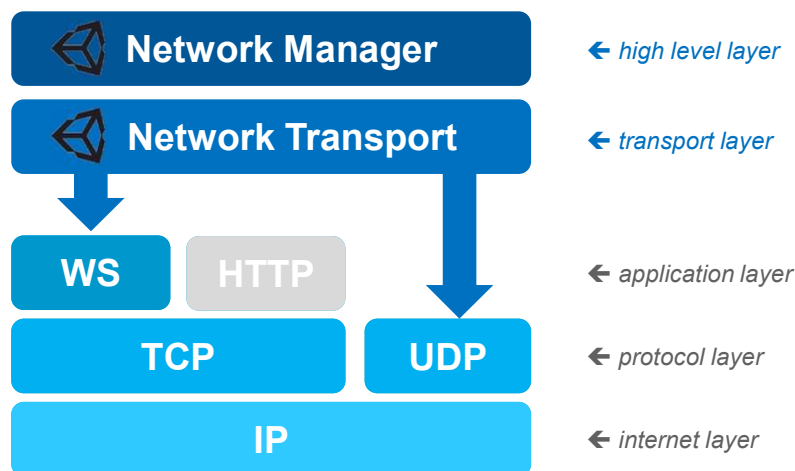 Network Manager
← high level layer
Network Transport
← transport layer
WS
HTTP
← application layer
TCP
UDP
← protocol layer
IP
← internet layer